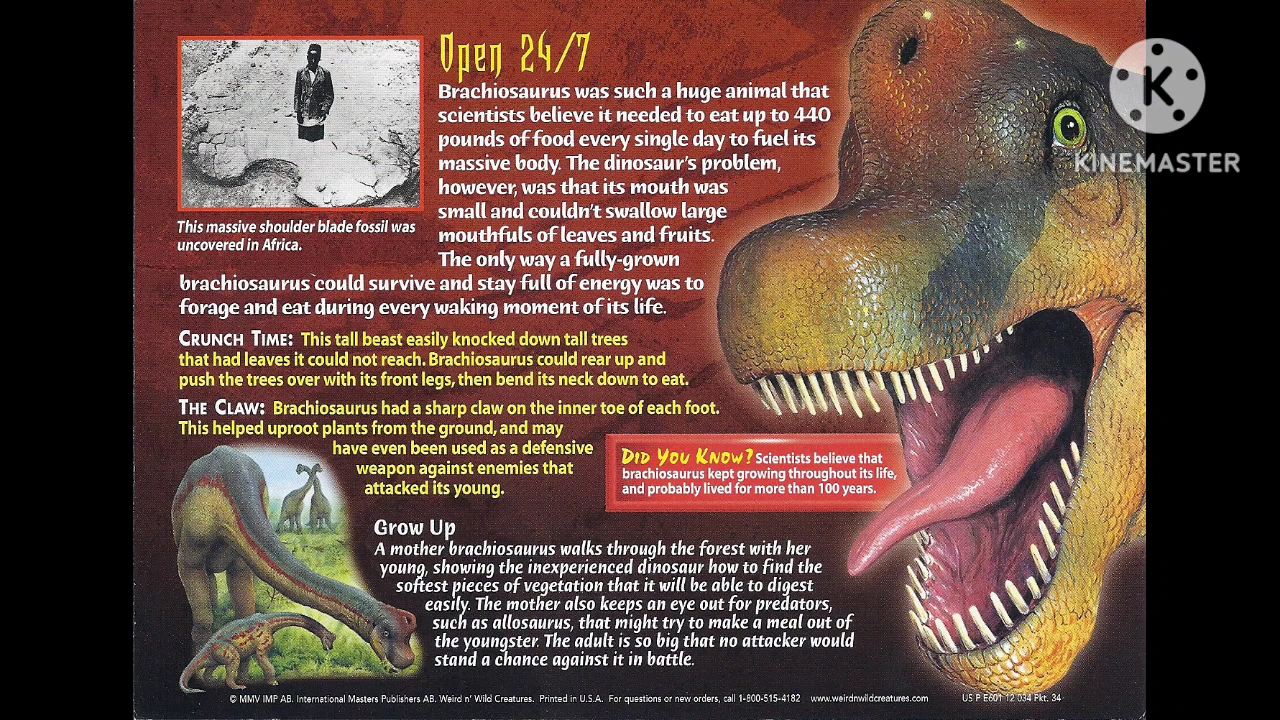 Open 24/7
Brachiosaurus was such a huge animal that
scientists believe it needed to eat up to 440
pounds of food every single day to fuel its
massive body. The dinosaur's problem,
however, was that its mouth was
small and couldn't swallow large
mouthfuls of leaves and fruits.
The only way a fully-grown
brachiosaurus could survive and stay full of energy was to
forage and eat during every waking moment of its life.
This massive shoulder blade fossil was
uncovered in Africa.
CRUNCH TIME: This tall beast easily knocked down tall trees
that had leaves it could not reach. Brachiosaurus could rear up and
push the trees over with its front legs, then bend its neck down to eat.
THE CLAW: Brachiosaurus had a sharp claw on the inner toe of each foot.
This helped uproot plants from the ground, and may
have even been used as a defensive
weapon against enemies that
attacked its young.
DID YOU KNOW? Scientists believe that
brachiosaurus kept growing throughout its life,
and probably lived for more than 100 years.
Grow Up
A mother brachiosaurus walks through the forest with her
young, showing the inexperienced dinosaur how to find the
softest pieces of vegetation that it will be able to digest
easily. The mother also keeps an eye out for predators,
such as allosaurus, that might try to make a meal out of
the youngster. The adult is so big that no attacker would
stand a chance against it in battle.
© MMV IMP AB. International Masters Publishers AB. Weird n' Wild Creatures. Printed in U.S.A. For questions or new orders, call 1-800-515-4182 www.weirdnwildcreatures.com US P E601 12 034 Pkt. 34
K
KINEMASTER